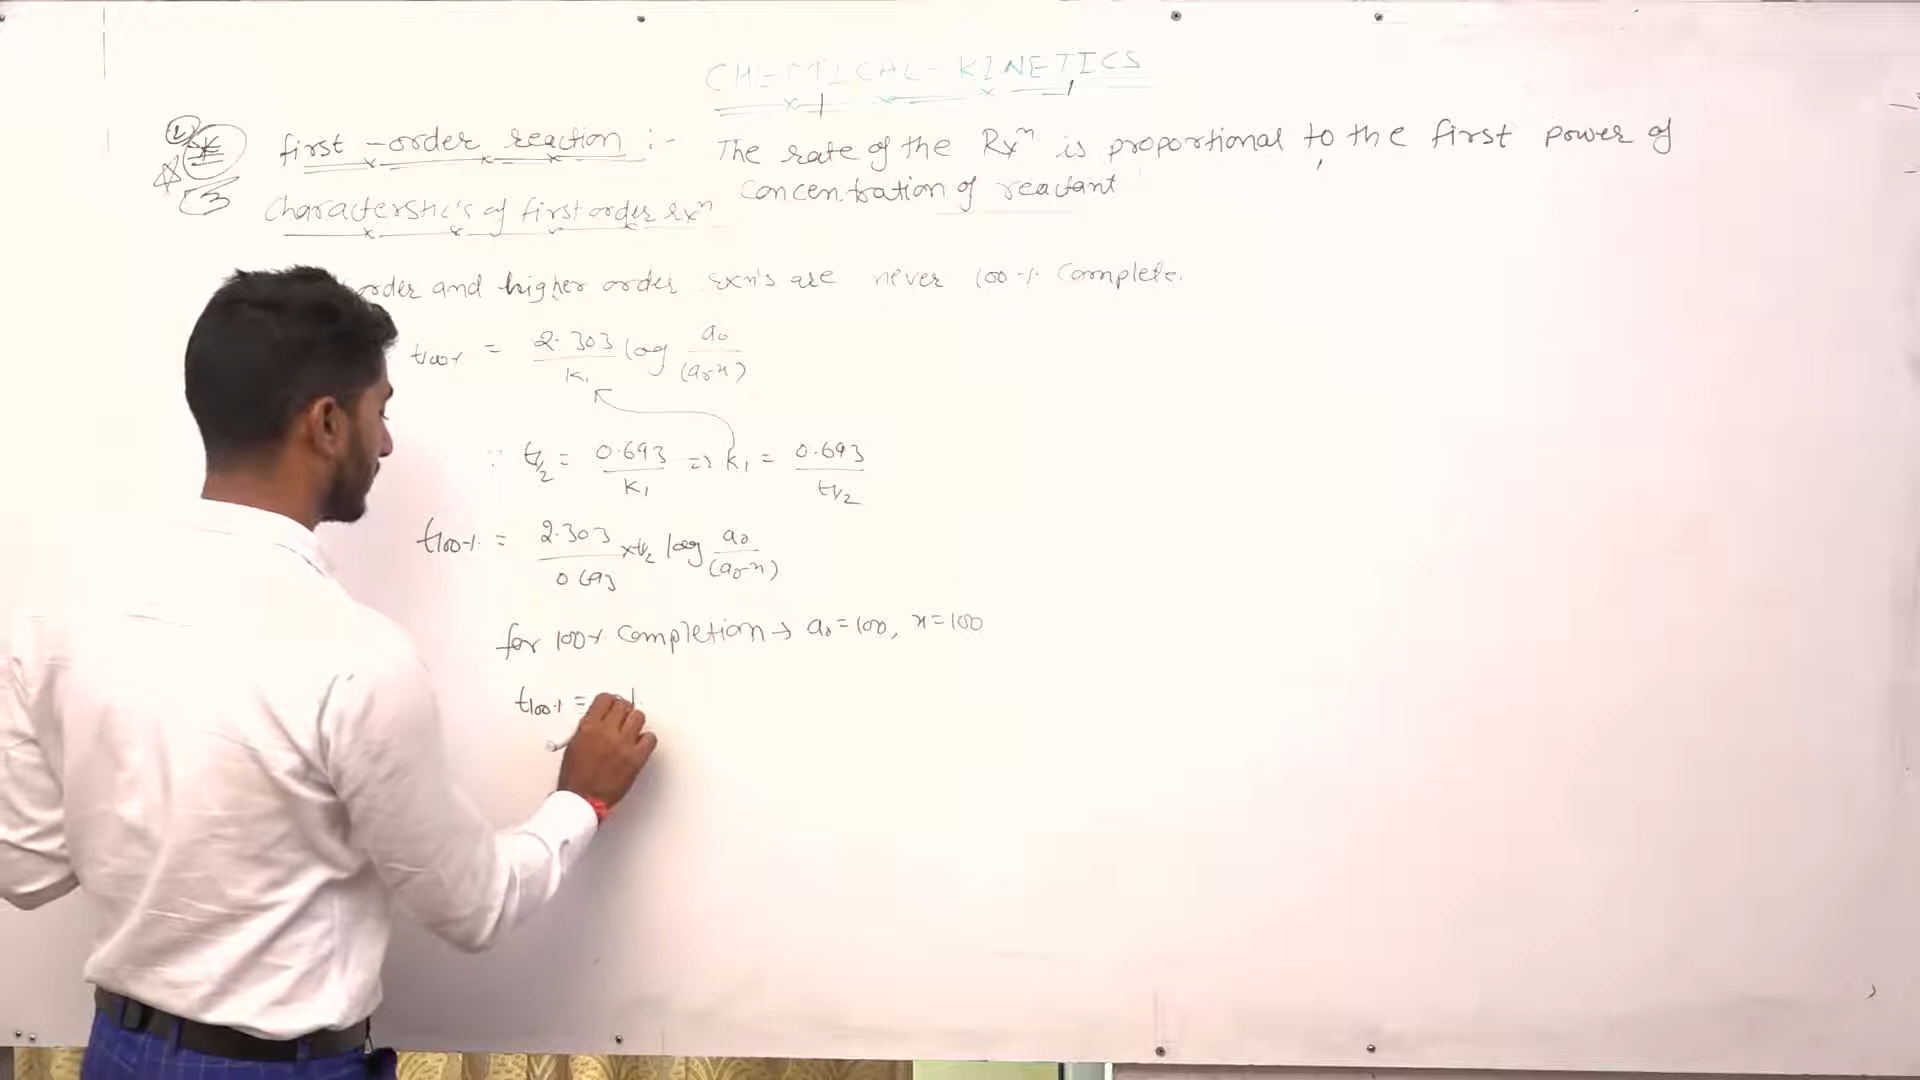 CHEMICAL-KINETICS
first-order reaction :- The rate of the Rxⁿ is proportional to the first power of
concentration of reactant
characterstic's of first order rxⁿ
order and higher order rxn's are never 100% complete.
t100% = 2.303/K₁ log a₀/(a₀-x)
∵ t1/2 = 0.693/K₁ => K₁ = 0.693/t1/2
t100% = 2.303/0.693 × t1/2 log a₀/(a₀-x)
for 100% completion → a₀=100, x=100
t100% =